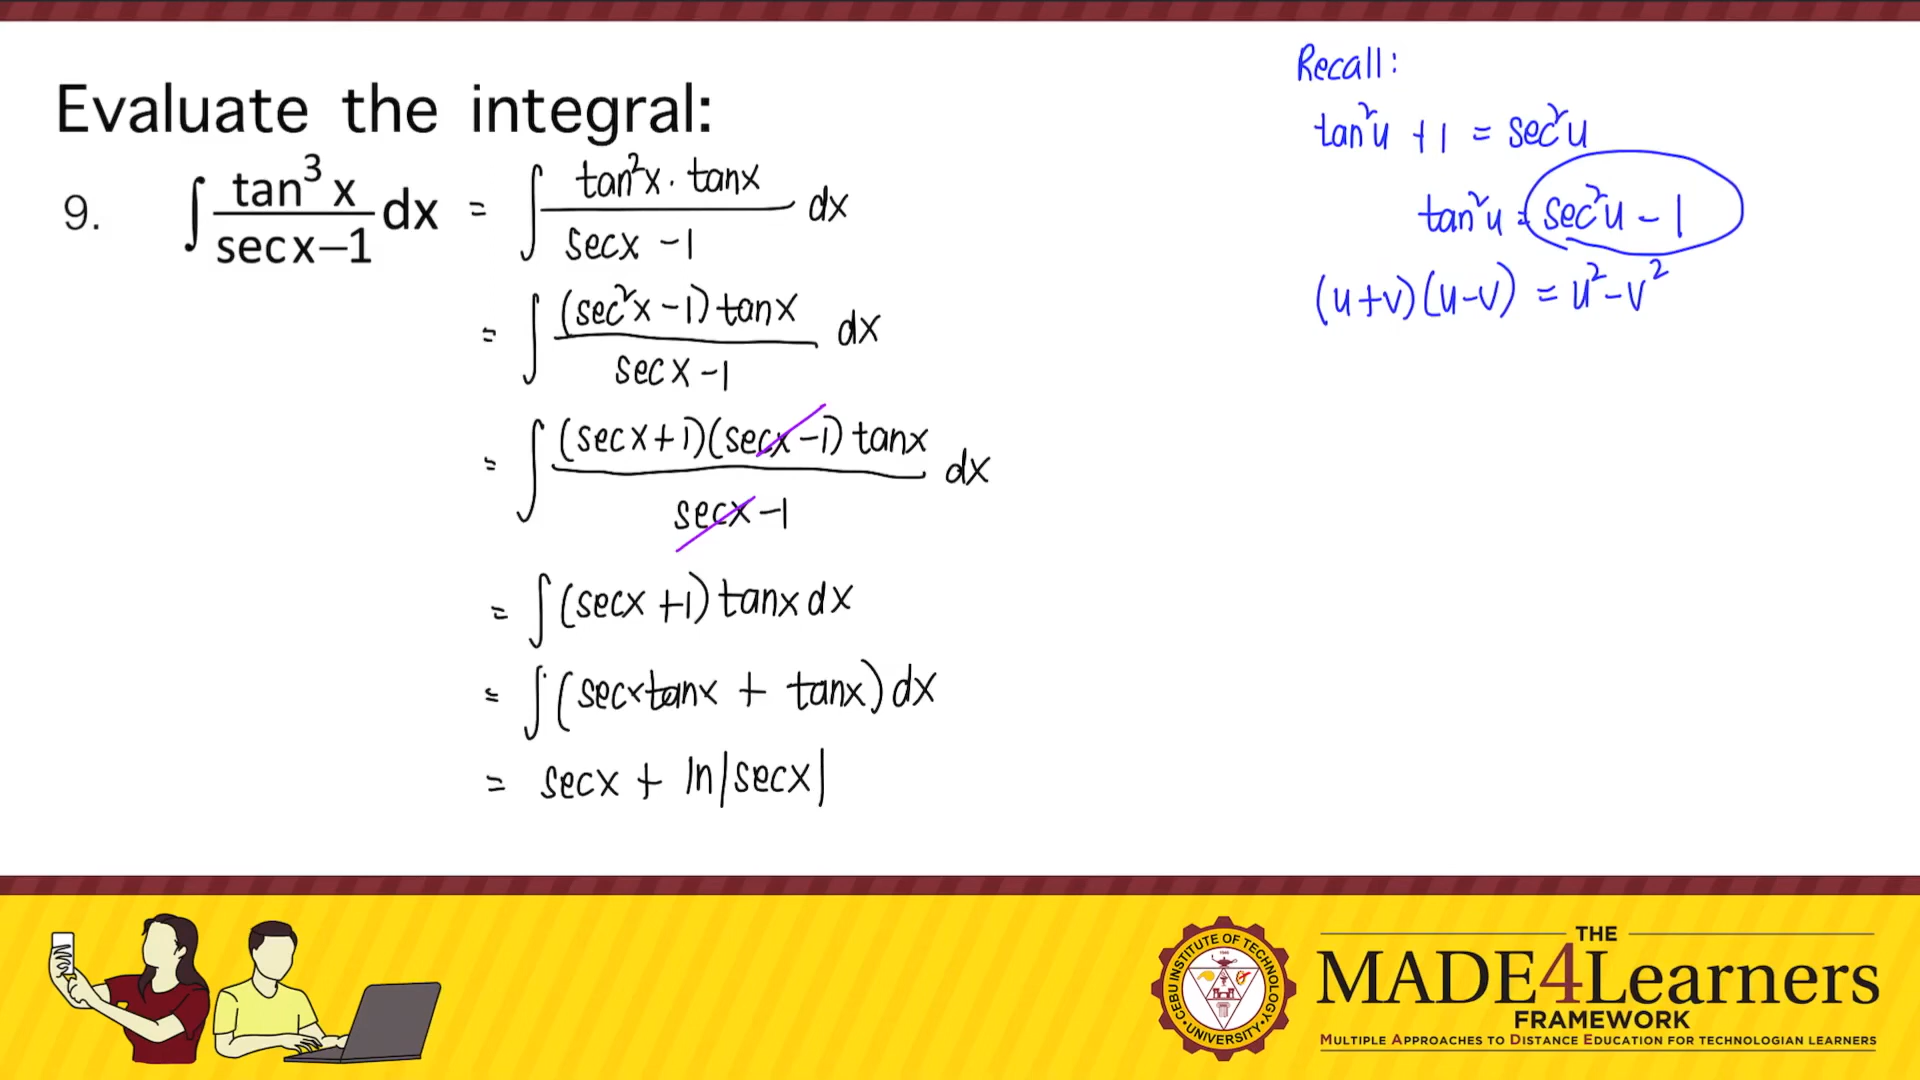 Evaluate the integral:
9. ∫ tan³x / (sec x–1) dx = ∫ tan²x · tanx / (secx – 1) dx
= ∫ (sec²x – 1) tanx / (secx – 1) dx
= ∫ (secx + 1)(secx – 1) tanx / (secx – 1) dx
= ∫ (secx + 1) tanx dx
= ∫ (secxtanx + tanx) dx
= secx + ln|secx|
Recall:
tan²u + 1 = sec²u
tan²u = sec²u – 1
(u+v)(u-v) = u² – v²
CEBU INSTITUTE OF TECHNOLOGY
• UNIVERSITY •
THE
MADE4Learners
FRAMEWORK
MULTIPLE APPROACHES TO DISTANCE EDUCATION FOR TECHNOLOGIAN LEARNERS